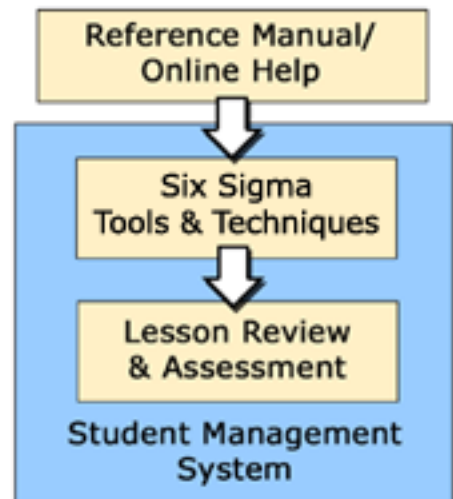 Reference Manual/
Online Help
Six Sigma
Tools & Techniques
Lesson Review
& Assessment
Student Management
System